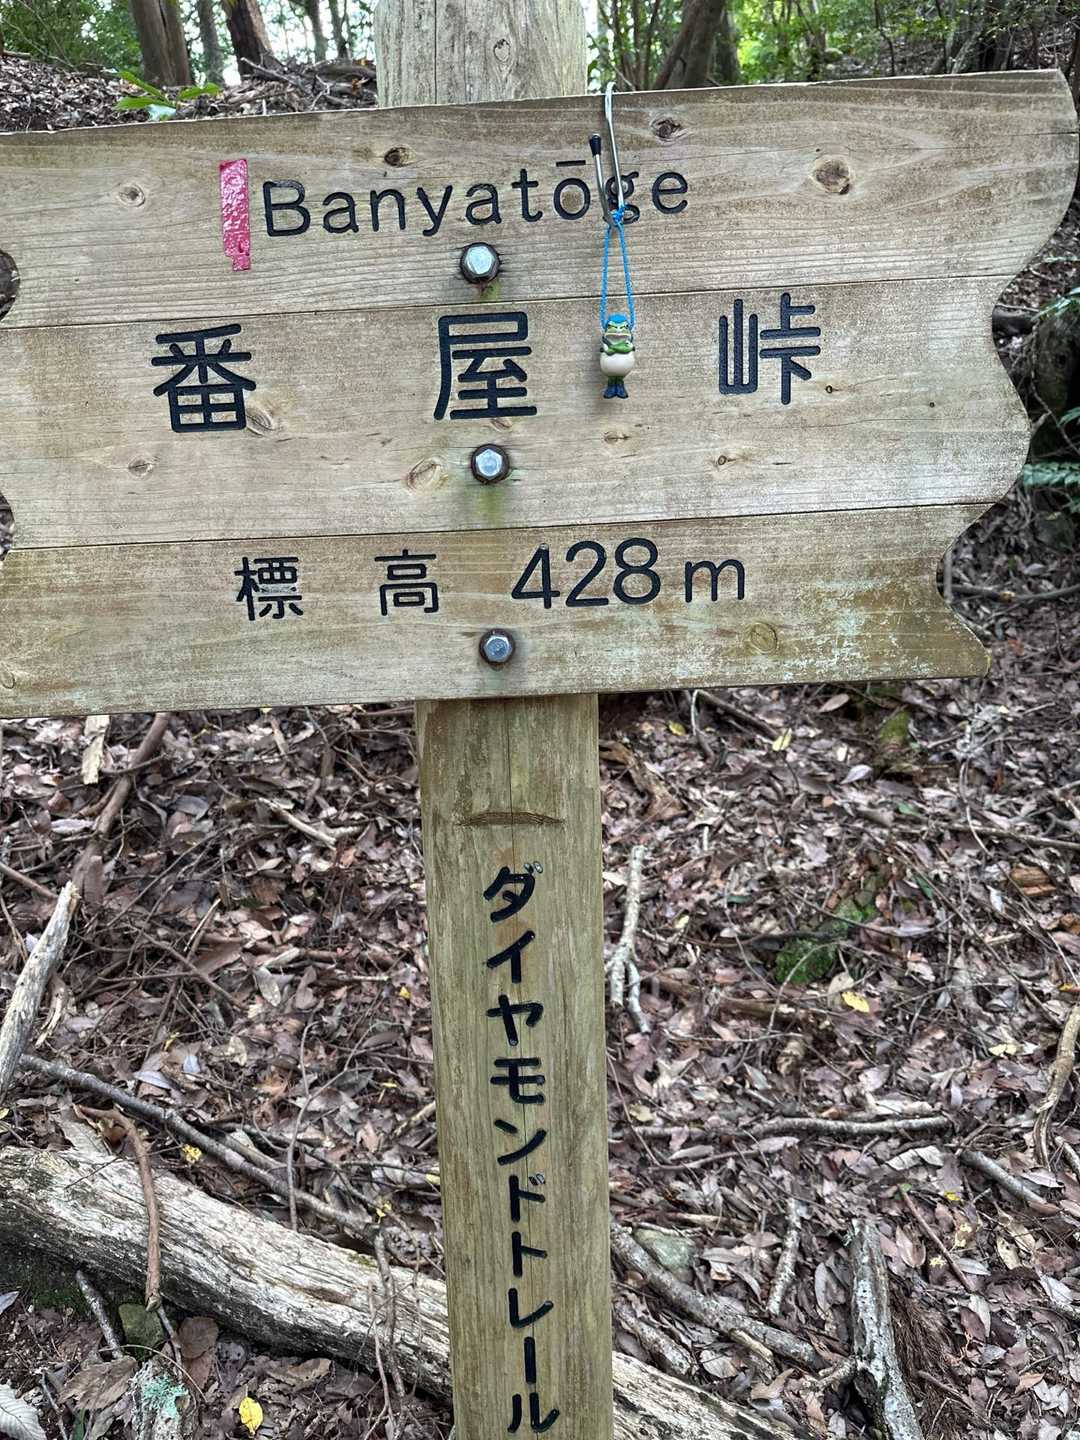 Banyatōge
番屋峠
標高 428m
ダイヤモンドトレール